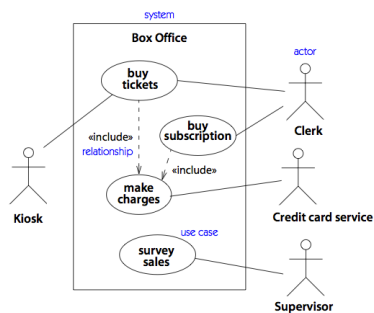 system
Box Office
buy
tickets
actor
buy
subscription
Clerk
«include»
relationship
«include»
make
charges
Kiosk
Credit card service
use case
survey
sales
Supervisor